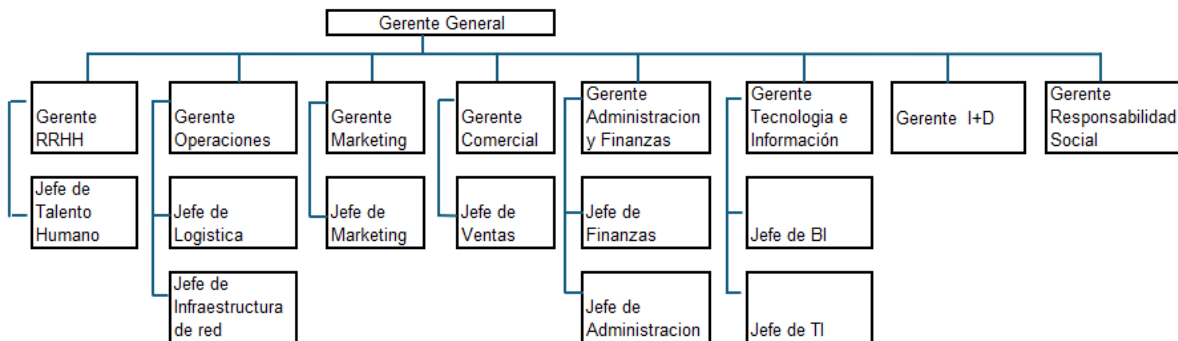 Gerente General
Gerente
RRHH
Gerente
Operaciones
Gerente
Marketing
Gerente
Comercial
Gerente
Administracion
y Finanzas
Gerente
Tecnologia e
Información
Gerente I+D
Gerente
Responsabilidad
Social
Jefe de
Talento
Humano
Jefe de
Logistica
Jefe de
Marketing
Jefe de
Ventas
Jefe de
Finanzas
Jefe de BI
Jefe de
Infraestructura
de red
Jefe de
Administracion
Jefe de TI